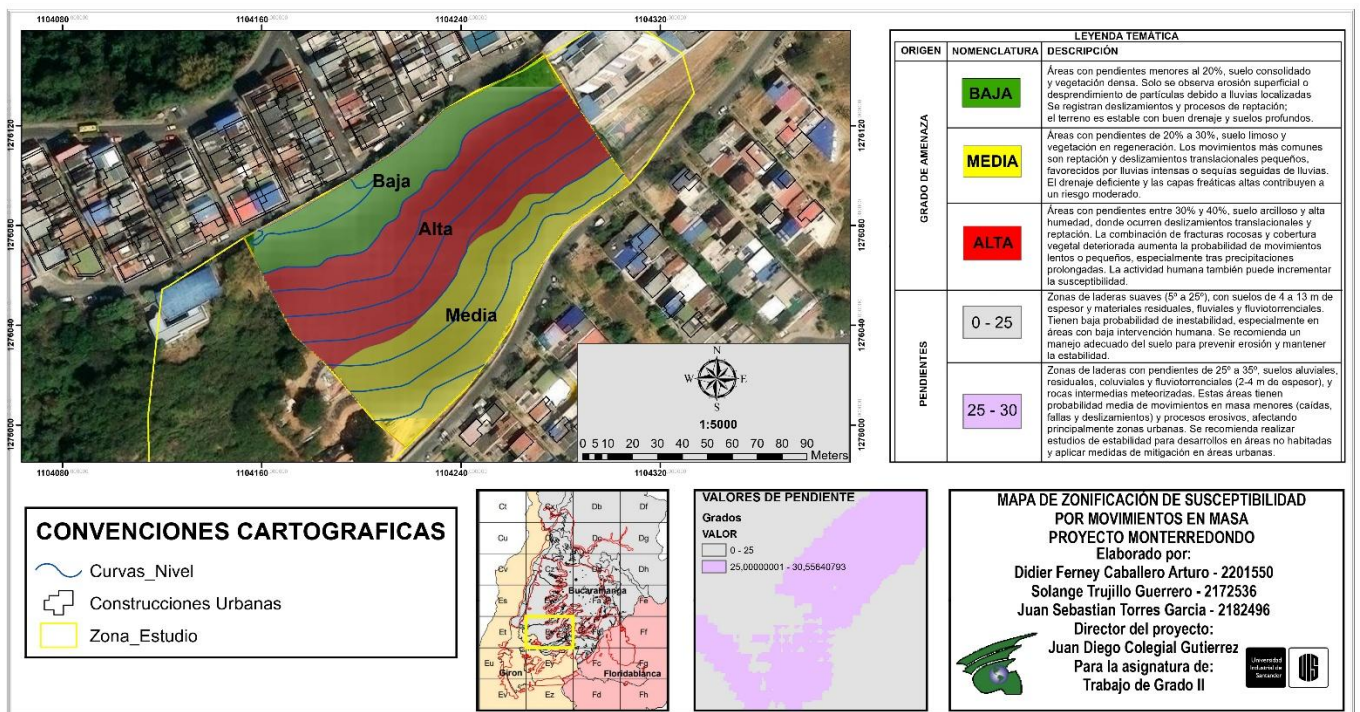 1104080
1104160
1104240
1104320
1276120
1276080
1276040
1276000
1276120
1276080
1276040
1276000
Baja
Alta
Media
N
W
E
S
1:5000
0 5 10 20 30 40 50 60 70 80 90
Meters
1104080
1104160
1104240
1104320
LEYENDA TEMÁTICA
ORIGEN NOMENCLATURA DESCRIPCIÓN
GRADO DE AMENAZA
BAJA
Áreas con pendientes menores al 20%, suelo consolidado
y vegetación densa. Solo se observa erosión superficial o
desprendimiento de partículas debido a lluvias localizadas
Se registran deslizamientos y procesos de reptación;
el terreno es estable con buen drenaje y suelos profundos.
MEDIA
Áreas con pendientes de 20% a 30%, suelo limoso y
vegetación en regeneración. Los movimientos más comunes
son reptación y deslizamientos translacionales pequeños,
favorecidos por lluvias intensas o sequías seguidas de lluvias.
El drenaje deficiente y las capas freáticas altas contribuyen a
un riesgo moderado.
ALTA
Áreas con pendientes entre 30% y 40%, suelo arcilloso y alta
humedad, donde ocurren deslizamientos translacionales y
reptación. La combinación de fracturas rocosas y cobertura
vegetal deteriorada aumenta la probabilidad de movimientos
lentos o pequeños, especialmente tras precipitaciones
prolongadas. La actividad humana también puede incrementar
la susceptibilidad.
PENDIENTES
0 - 25
Zonas de laderas suaves (5º a 25º), con suelos de 4 a 13 m de
espesor y materiales residuales, fluviales y fluviotorrenciales.
Tienen baja probabilidad de inestabilidad, especialmente en
áreas con baja intervención humana. Se recomienda un
manejo adecuado del suelo para prevenir erosión y mantener
la estabilidad.
25 - 30
Zonas de laderas con pendientes de 25º a 35º, suelos aluviales,
residuales, coluviales y fluviotorrenciales (2-4 m de espesor), y
rocas intermedias meteorizadas. Estas áreas tienen
probabilidad media de movimientos en masa menores (caídas,
fallas y deslizamientos) y procesos erosivos, afectando
principalmente zonas urbanas. Se recomienda realizar
estudios de estabilidad para desarrollos en áreas no habitadas
y aplicar medidas de mitigación en áreas urbanas.
CONVENCIONES CARTOGRAFICAS
Curvas_Nivel
Construcciones Urbanas
Zona_Estudio
Ct Db Df
Cu Dg
Cv Cz Dh
Es Bucaramanga
Et Ff
Eu Ey Fc Fg
Giron Floridablanca
Ev Ez Fd Fh
VALORES DE PENDIENTE
Grados
VALOR
0 - 25
25,00000001 - 30,55640793
MAPA DE ZONIFICACIÓN DE SUSCEPTIBILIDAD
POR MOVIMIENTOS EN MASA
PROYECTO MONTERREDONDO
Elaborado por:
Didier Ferney Caballero Arturo - 2201550
Solange Trujillo Guerrero - 2172536
Juan Sebastian Torres Garcia - 2182496
Director del proyecto:
Juan Diego Colegial Gutierrez
Para la asignatura de:
Trabajo de Grado II
Universidad
Industrial de
Santander
UIS